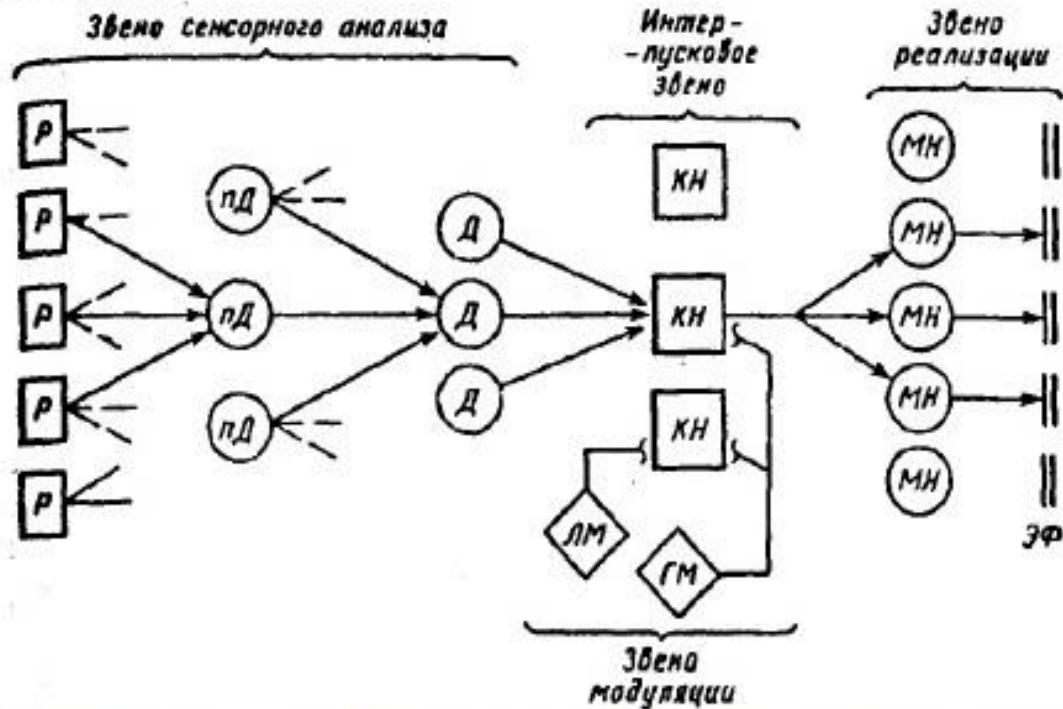 Звено сенсорного анализа
Интер-
-пусковое
звено
Звено
реализации
Р
Р
Р
Р
Р
пД
пД
пД
Д
Д
Д
КН
КН
КН
ЛМ
ГМ
МН
МН
МН
МН
МН
ЭФ
Звено
модуляции